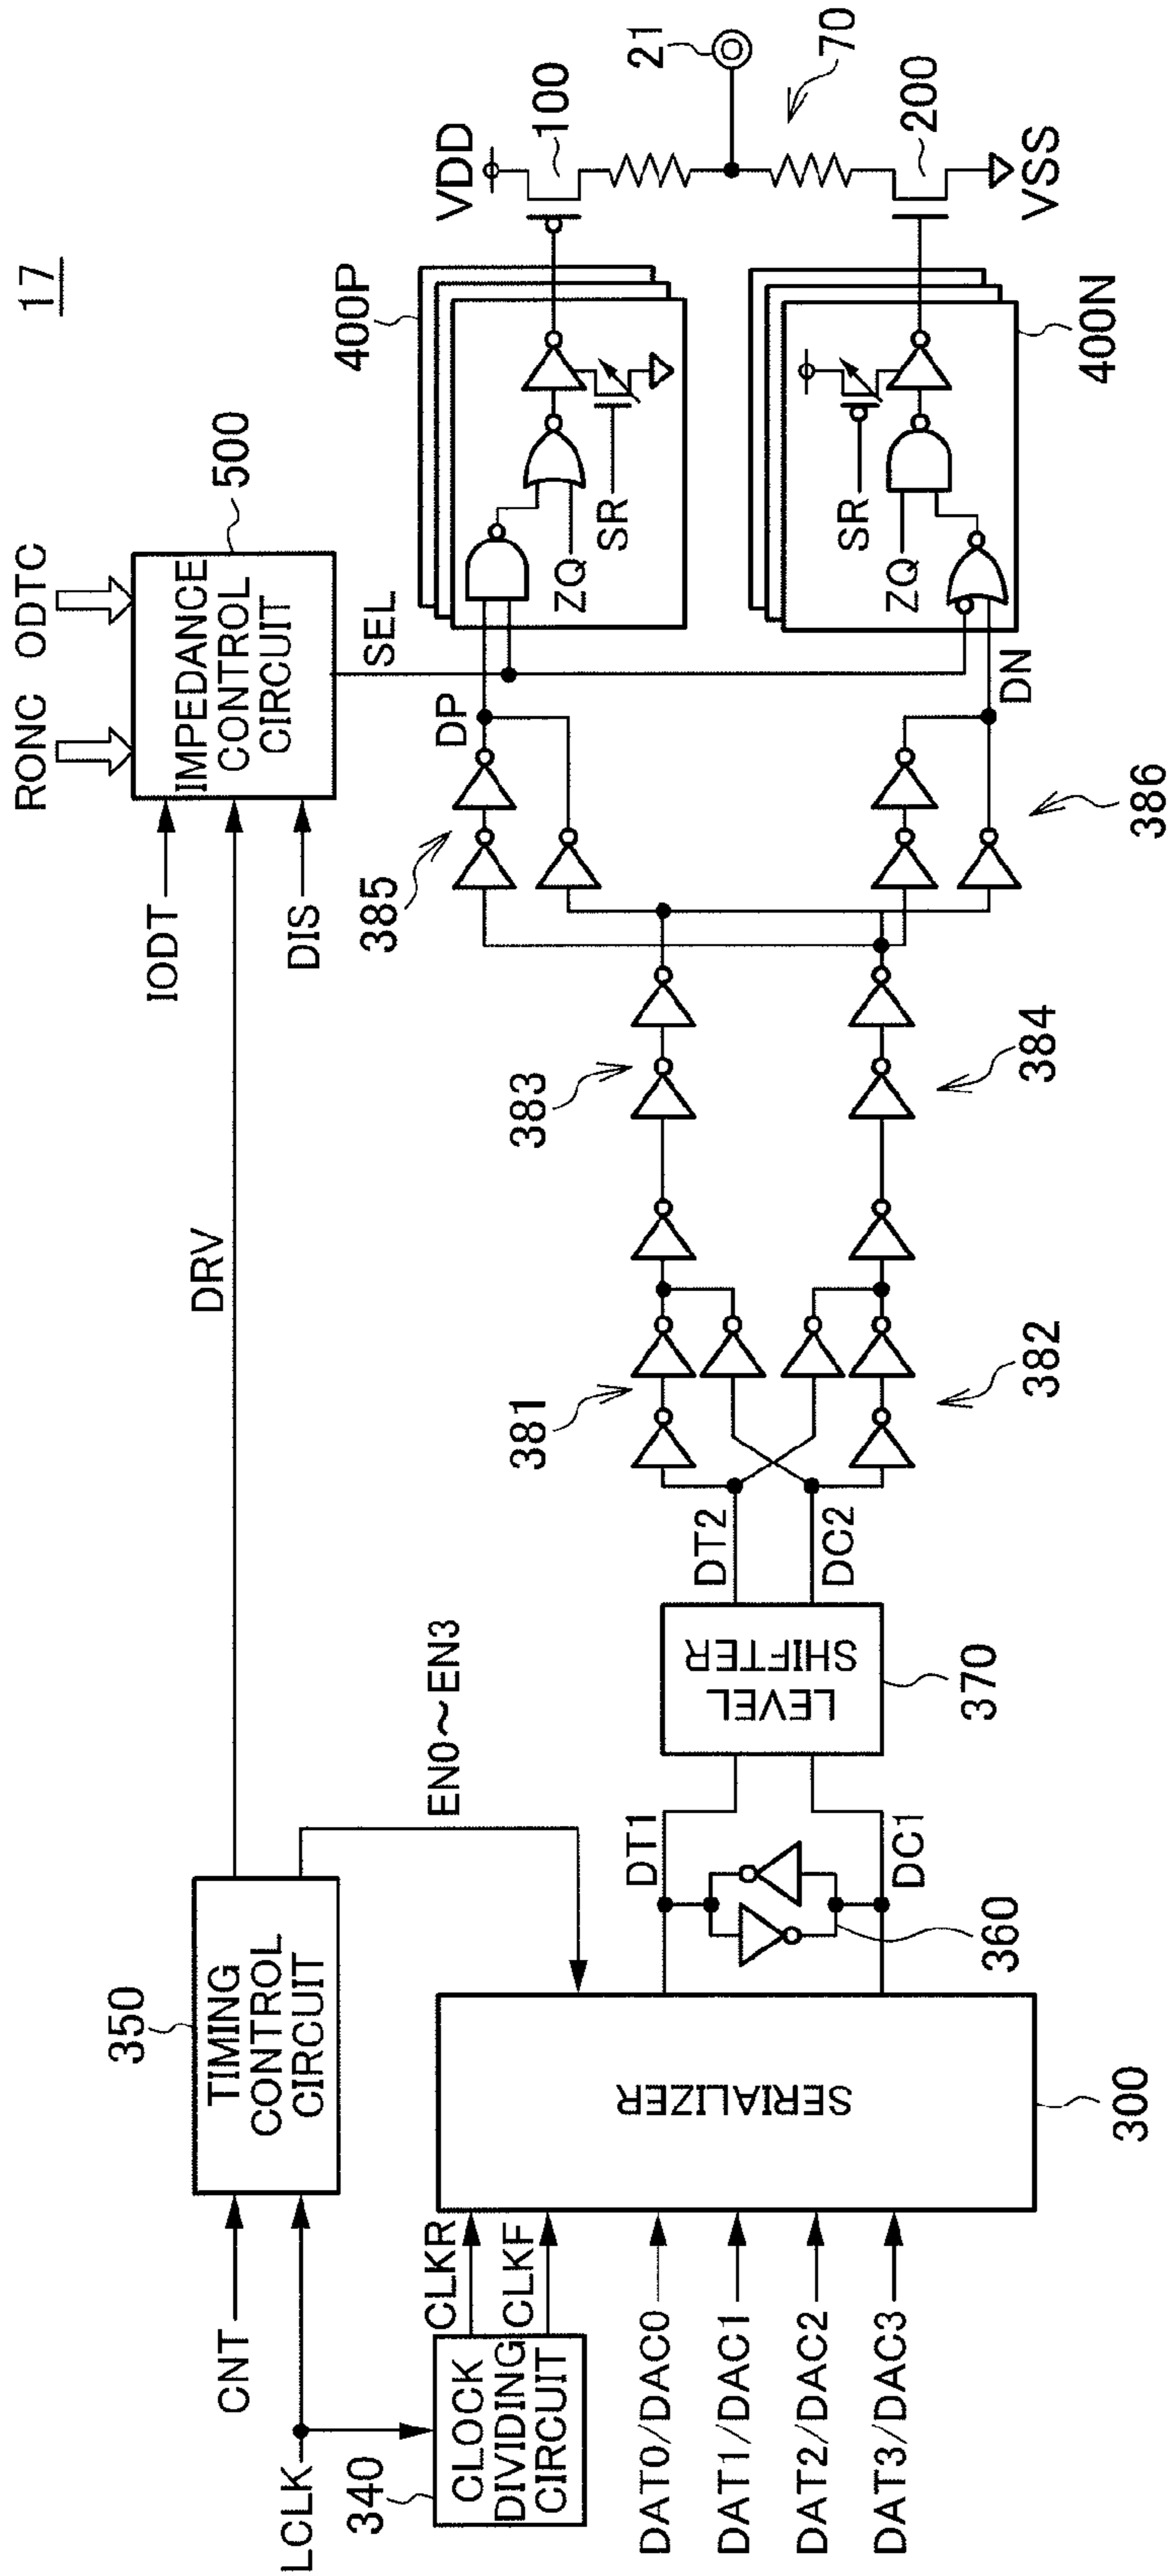 17
RONC
ODTC
IODT
DIS
IMPEDANCE
CONTROL
CIRCUIT
500
SEL
DRV
CNT
LCLK
TIMING
CONTROL
CIRCUIT
350
EN0~EN3
340
CLOCK
DIVIDING
CIRCUIT
CLKR
CLKF
DAT0/DAC0
DAT1/DAC1
DAT2/DAC2
DAT3/DAC3
SERIALIZER
300
DT1
DC1
360
LEVEL
SHIFTER
370
DT2
DC2
381
382
383
384
385
386
DP
DN
400P
ZQ
SR
400N
SR
ZQ
VDD
100
21
70
200
VSS